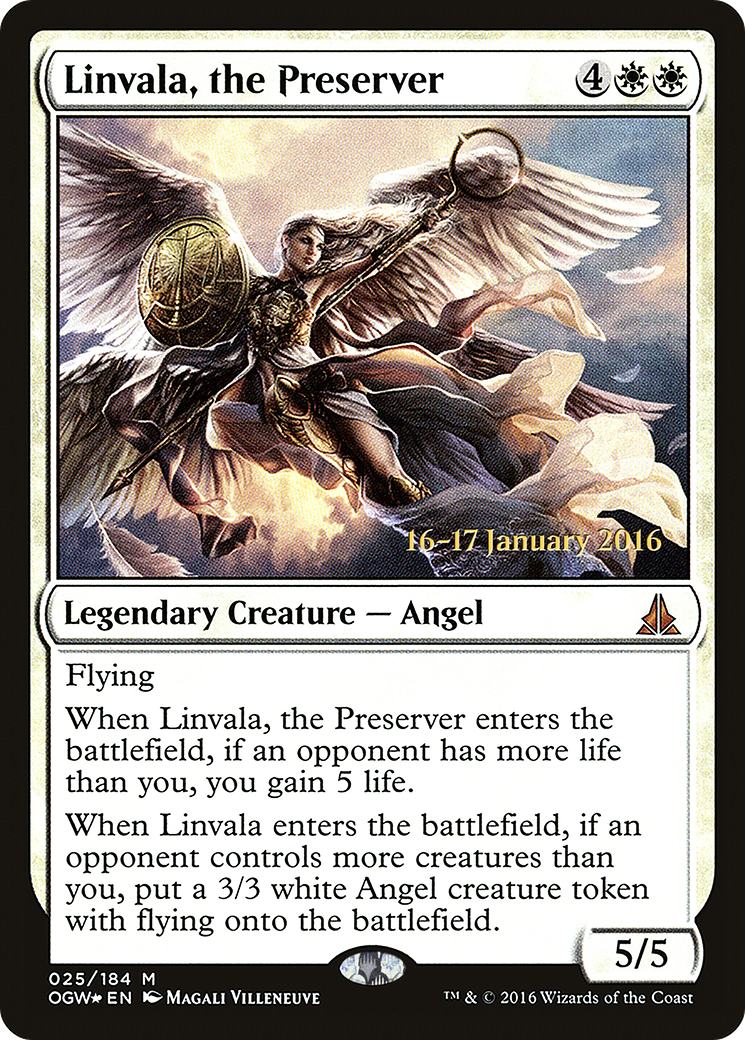 Linvala, the Preserver 4
16–17 January 2016
Legendary Creature — Angel
Flying
When Linvala, the Preserver enters the
battlefield, if an opponent has more life
than you, you gain 5 life.
When Linvala enters the battlefield, if an
opponent controls more creatures than
you, put a 3/3 white Angel creature token
with flying onto the battlefield.
5/5
025/184 M
OGW★ EN Magali Villeneuve
™ & © 2016 Wizards of the Coast